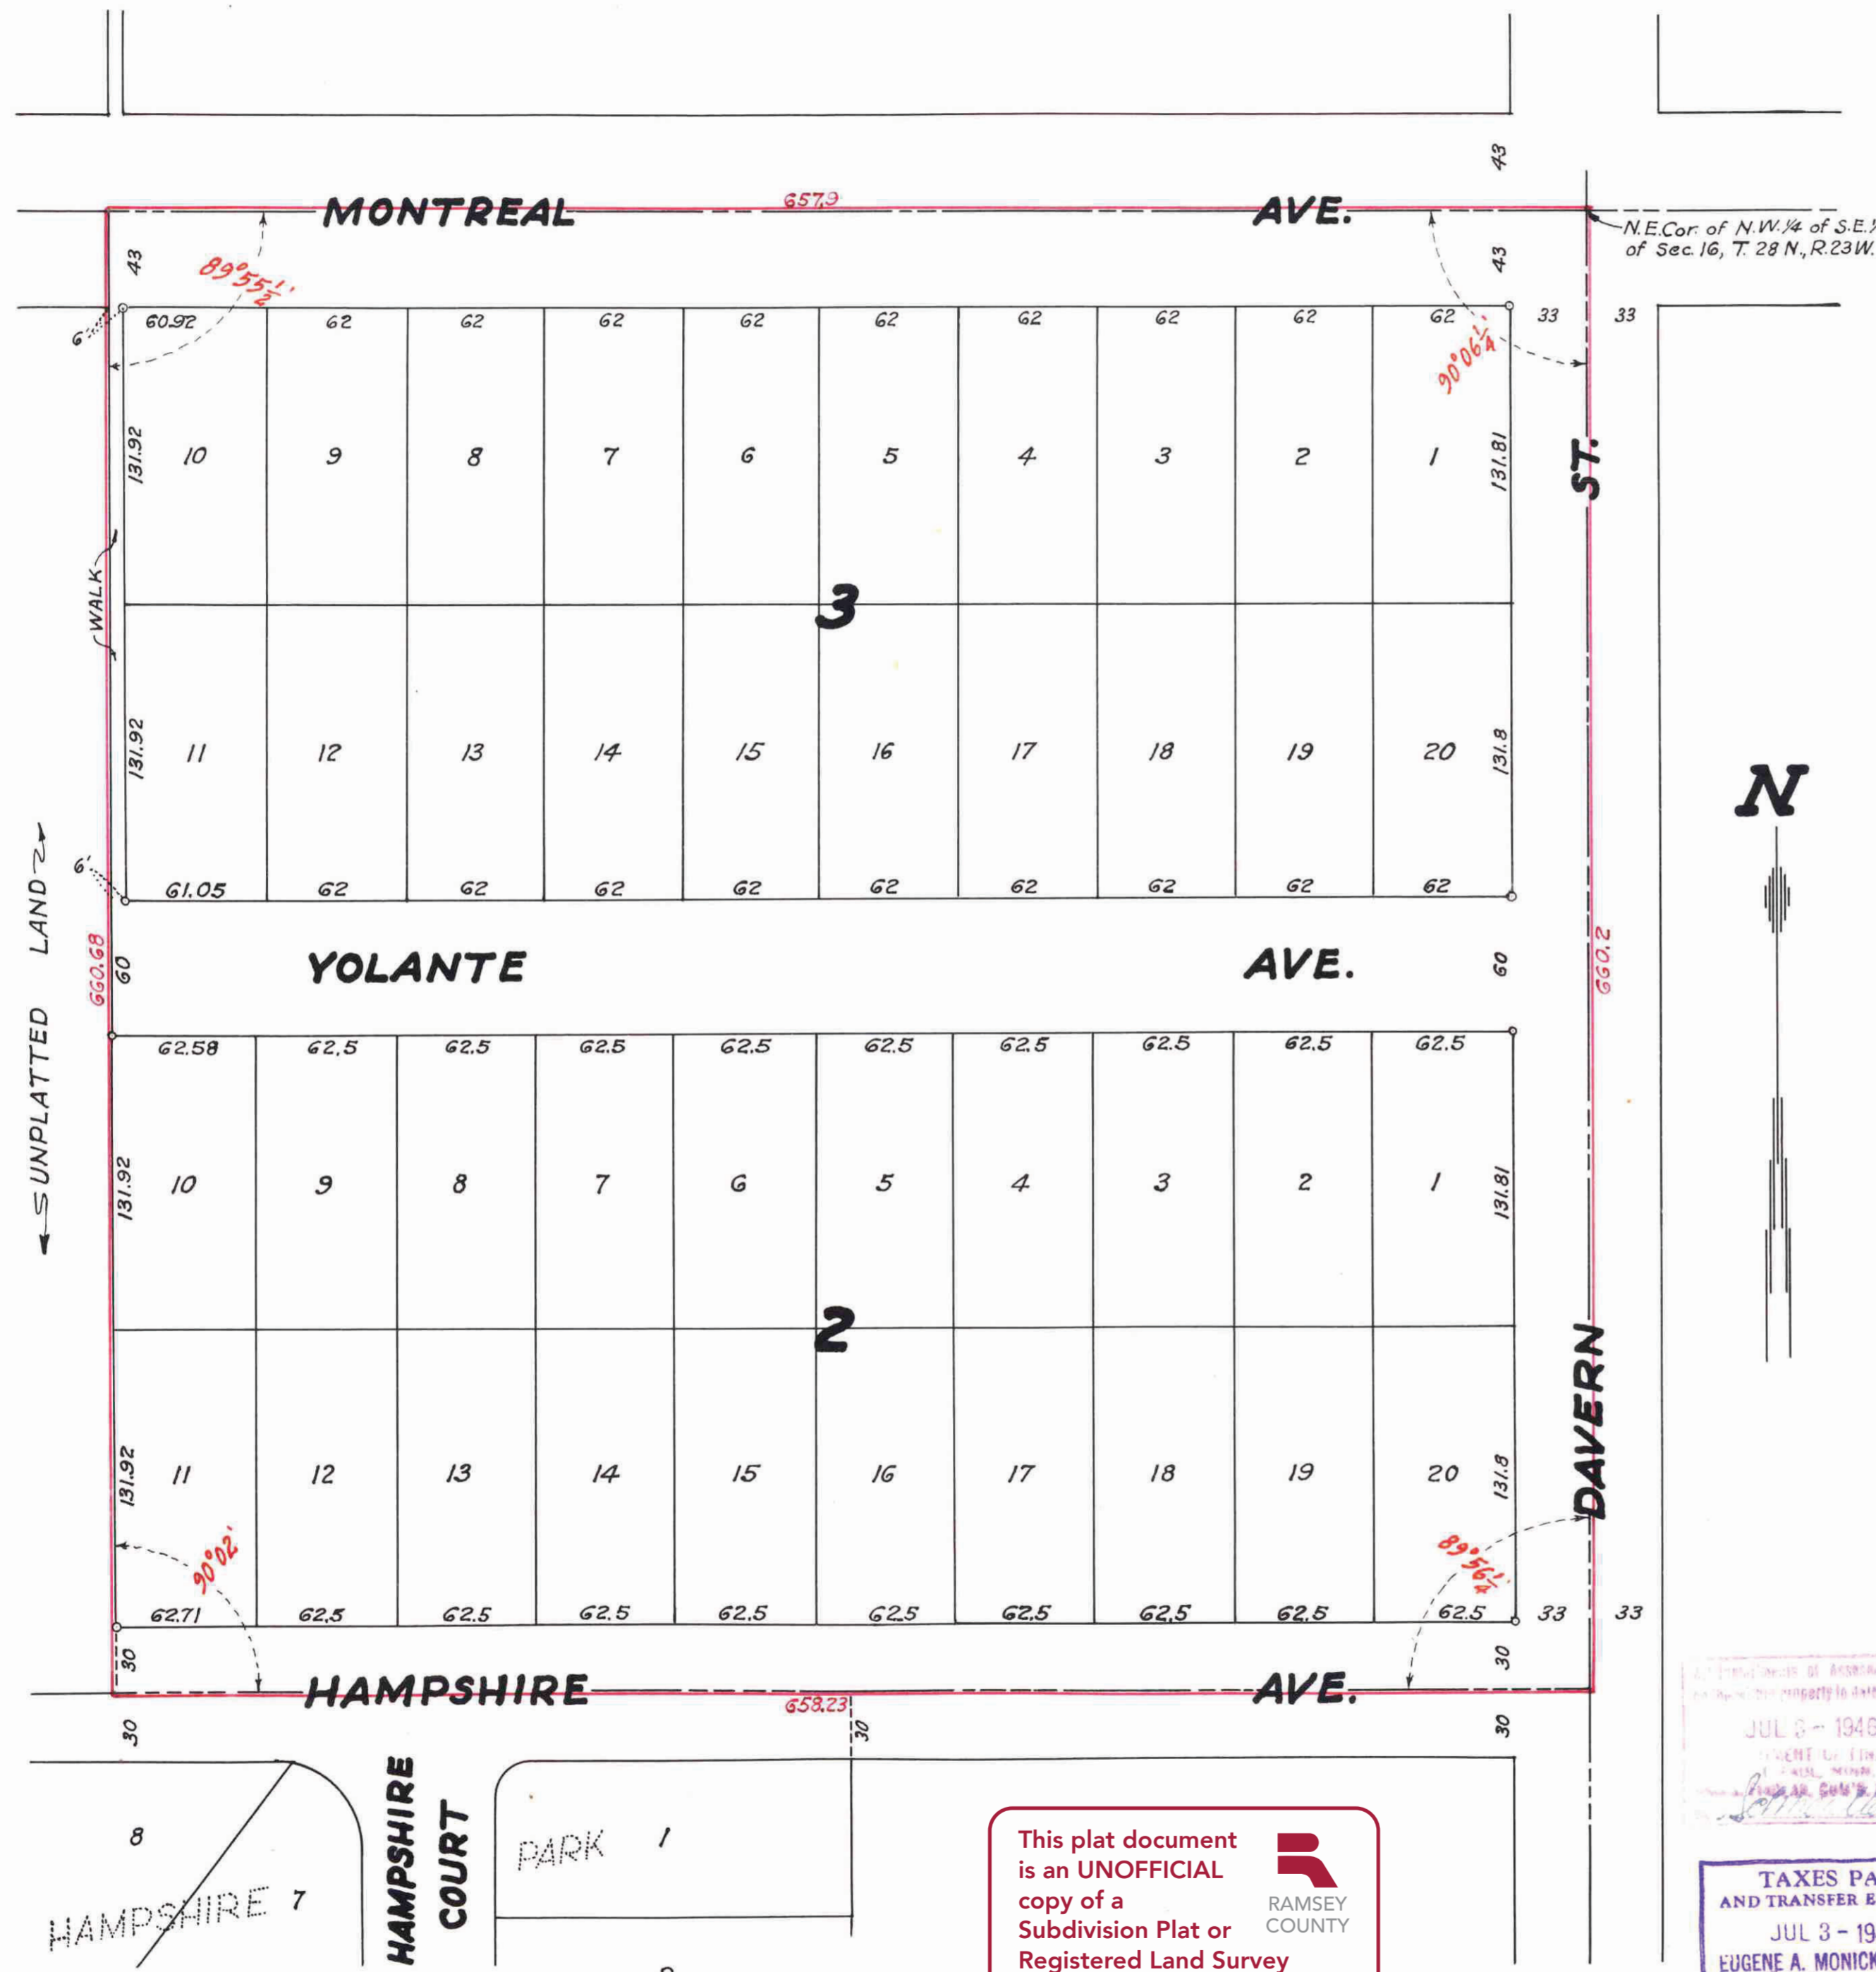 43
MONTREAL 657.9 AVE.
N.E.Cor. of N.W.¼ of S.E.¼
of Sec. 16, T. 28 N., R.23W.
43 89°55½' 43
6' 60.92 62 62 62 62 62 62 62 62 62 33 33
90°06¼'
131.92 10 9 8 7 6 5 4 3 2 1 131.81 ST.
WALK
3
131.92 11 12 13 14 15 16 17 18 19 20 131.8
N
6' 61.05 62 62 62 62 62 62 62 62 62
UNPLATTED LAND
660.68 60 YOLANTE AVE. 60 660.2
62.58 62.5 62.5 62.5 62.5 62.5 62.5 62.5 62.5 62.5
131.92 10 9 8 7 6 5 4 3 2 1 131.81
2
DAVERN
131.92 11 12 13 14 15 16 17 18 19 20 131.8
90°02' 89°56¼'
62.71 62.5 62.5 62.5 62.5 62.5 62.5 62.5 62.5 62.5 33 33
30 30
HAMPSHIRE 658.23 AVE.
30 30 30
HAMPSHIRE
COURT
8
HAMPSHIRE 7
PARK 1
This plat document
is an UNOFFICIAL
copy of a
Subdivision Plat or
Registered Land Survey
RAMSEY
COUNTY
property
JUL 3 - 1946
TAXES PA
AND TRANSFER E
JUL 3 - 19
EUGENE A. MONICK